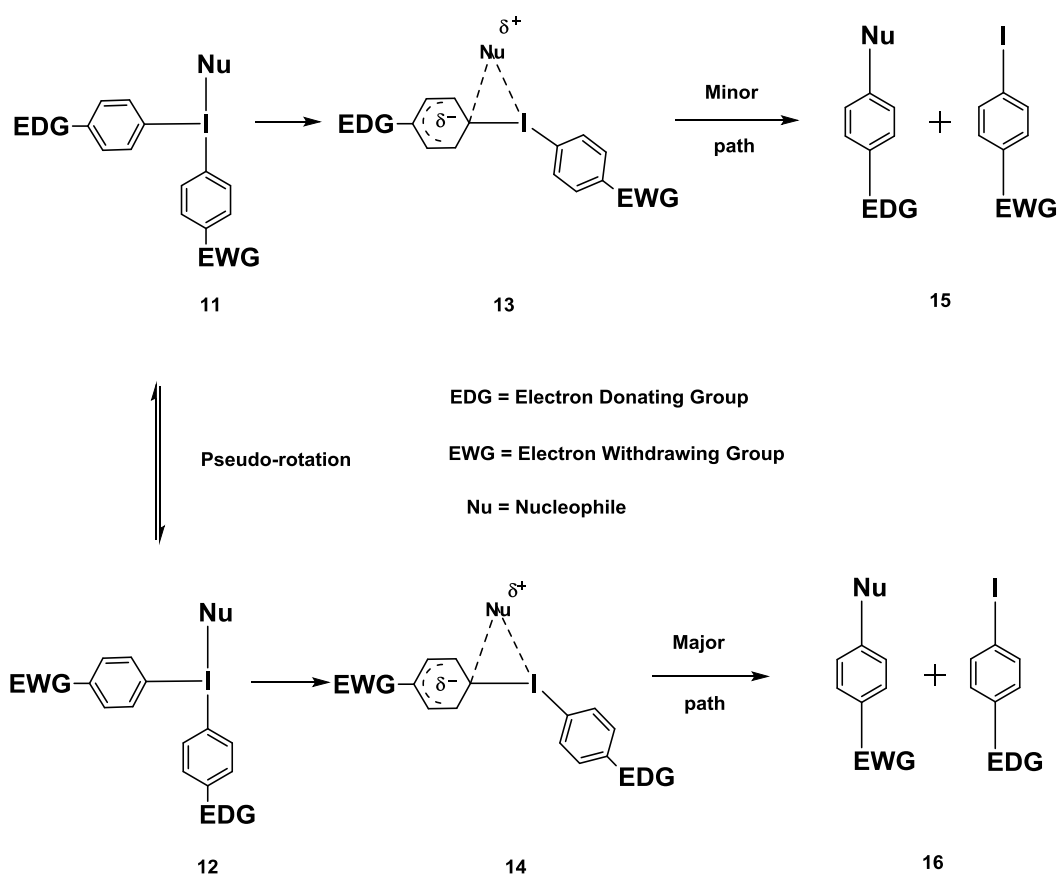 Nu
EDG
I
EWG
11
Nu
δ+
EDG
δ−
I
EWG
13
Minor
path
Nu
EDG
+
I
EWG
15
Pseudo-rotation
EDG = Electron Donating Group
EWG = Electron Withdrawing Group
Nu = Nucleophile
Nu
EWG
I
EDG
12
Nu
δ+
EWG
δ−
I
EDG
14
Major
path
Nu
EWG
+
I
EDG
16